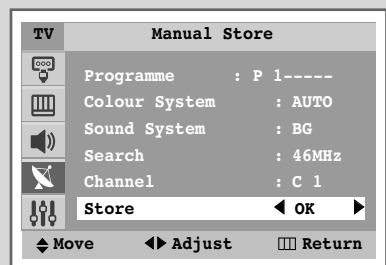 TV Manual Store
Programme : P 1-----
Colour System : AUTO
Sound System : BG
Search : 46MHz
Channel : C 1
Store OK
Move Adjust Return